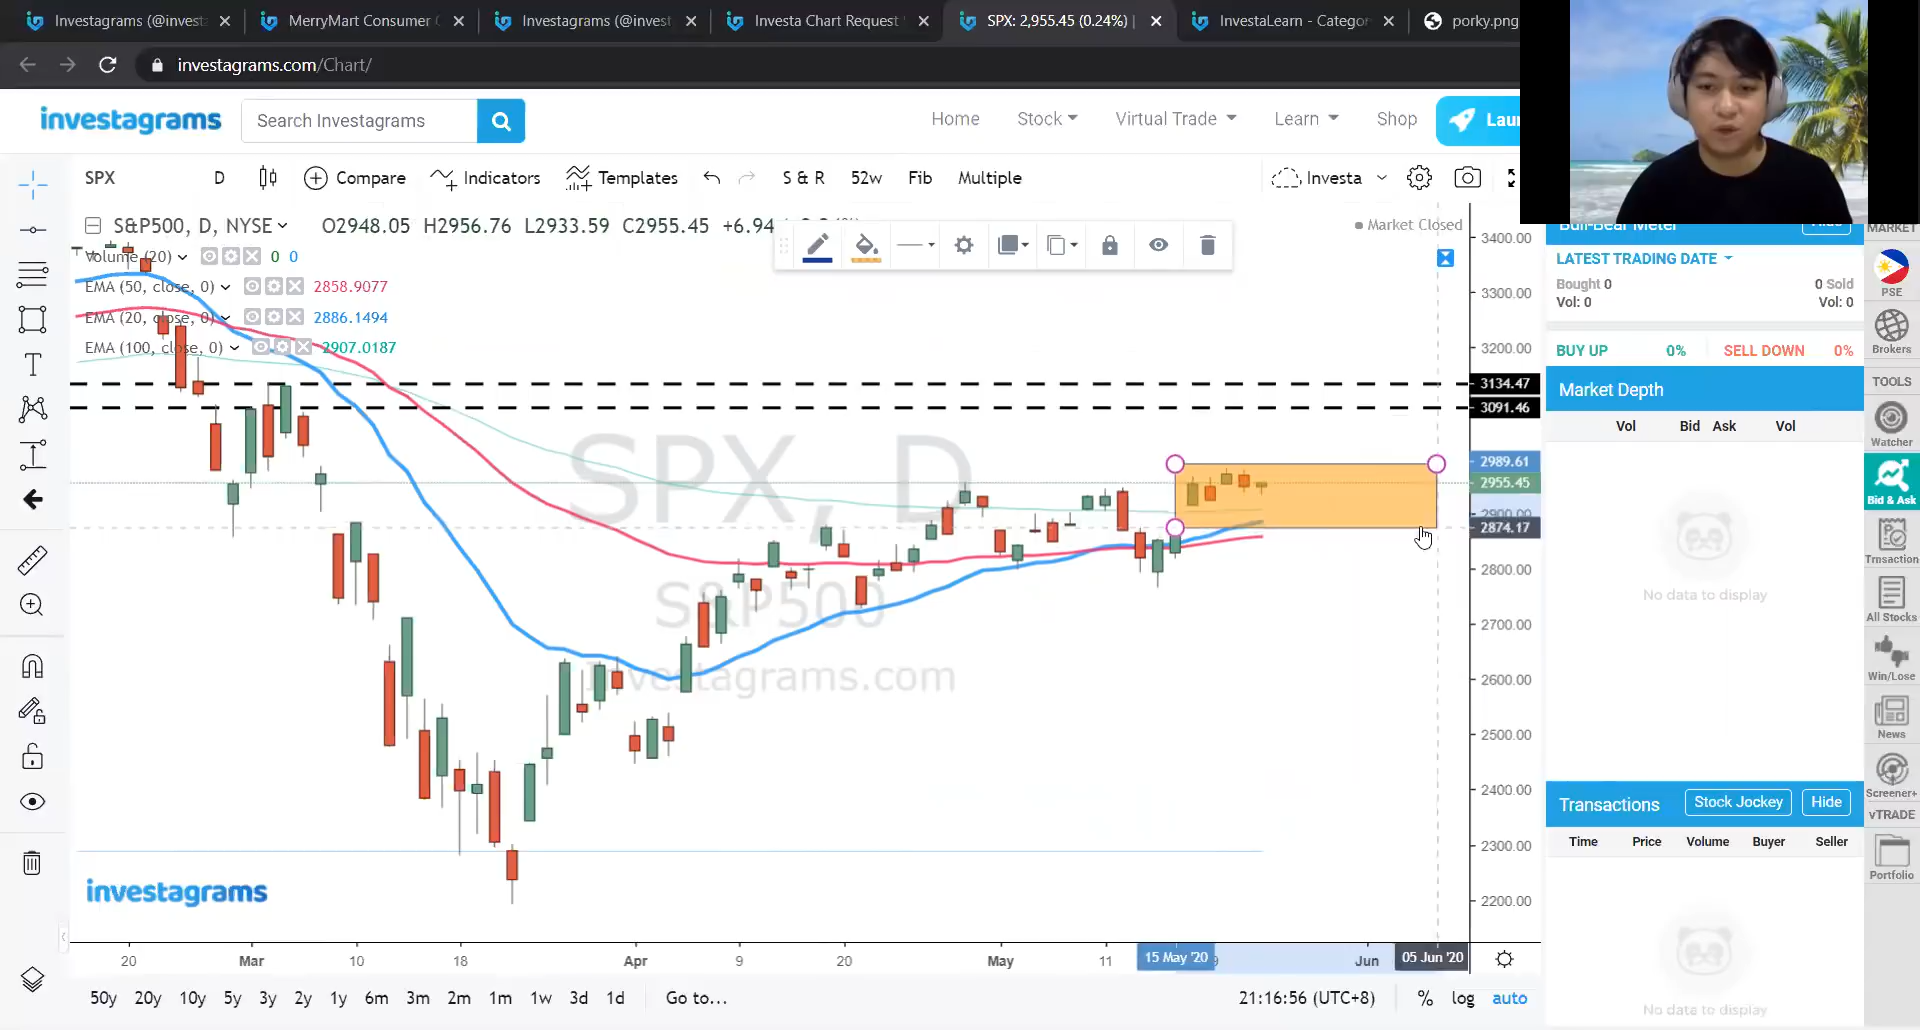 Investagrams (@invest
MerryMart Consumer
Investagrams (@invest
Investa Chart Request
SPX: 2,955.45 (0.24%)
InvestaLearn - Categor
porky.png
investagrams.com/Chart/
investagrams
Search Investagrams
Home
Stock
Virtual Trade
Learn
Shop
Lau
SPX
D
Compare
Indicators
Templates
S & R
52w
Fib
Multiple
Investa
S&P500, D, NYSE
O2948.05 H2956.76 L2933.59 C2955.45 +6.94
Market Closed
Volume (20)
0 0
EMA (50, close, 0)
2858.9077
EMA (20, close, 0)
2886.1494
EMA (100, close, 0)
2907.0187
SPX, D
S&P500
Investagrams.com
investagrams
3400.00
3300.00
3200.00
3134.47
3091.46
2989.61
2955.45
2900.00
2874.17
2800.00
2700.00
2600.00
2500.00
2400.00
2300.00
2200.00
20
Mar
10
18
Apr
9
20
May
11
15 May '20
Jun
05 Jun '20
50y 20y 10y 5y 3y 2y 1y 6m 3m 2m 1m 1w 3d 1d
Go to...
21:16:56 (UTC+8)
% log auto
Bull-Bear Meter
Hide
LATEST TRADING DATE
Bought 0
0 Sold
Vol: 0
Vol: 0
BUY UP 0%
SELL DOWN 0%
Market Depth
Vol Bid Ask Vol
No data to display
Transactions
Stock Jockey
Hide
Time Price Volume Buyer Seller
No data to display
MARKET
PSE
Brokers
TOOLS
Watcher
Bid & Ask
Trnsaction
All Stocks
Win/Lose
News
Screener+
vTRADE
Portfolio